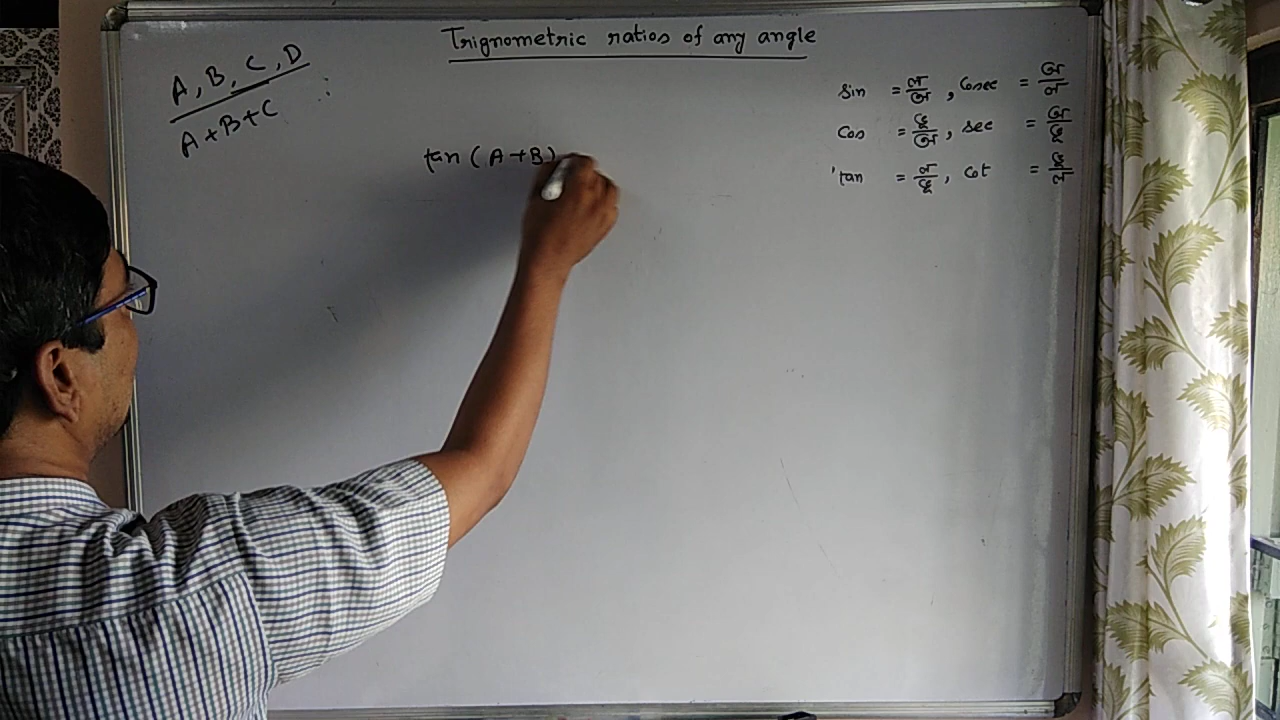 Trignometric ratios of any angle
A, B, C, D
A+B+C
tan (A+B)
sin = ল/অ , Cosec = অ/ল
Cos = ভূ/অ , sec = অ/ভূ
tan = ল/ভূ , Cot = ভূ/ল